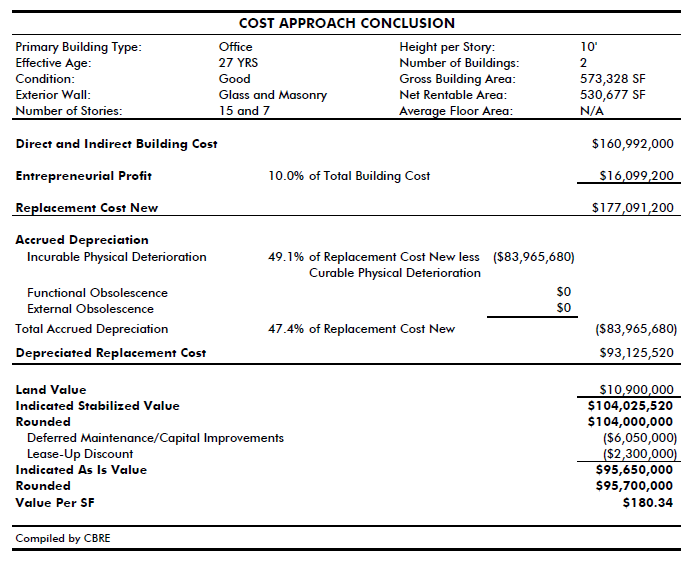 COST APPROACH CONCLUSION
Primary Building Type: Office Height per Story: 10'
Effective Age: 27 YRS Number of Buildings: 2
Condition: Good Gross Building Area: 573,328 SF
Exterior Wall: Glass and Masonry Net Rentable Area: 530,677 SF
Number of Stories: 15 and 7 Average Floor Area: N/A
Direct and Indirect Building Cost $160,992,000
Entrepreneurial Profit 10.0% of Total Building Cost $16,099,200
Replacement Cost New $177,091,200
Accrued Depreciation
Incurable Physical Deterioration 49.1% of Replacement Cost New less ($83,965,680)
Curable Physical Deterioration
Functional Obsolescence $0
External Obsolescence $0
Total Accrued Depreciation 47.4% of Replacement Cost New ($83,965,680)
Depreciated Replacement Cost $93,125,520
Land Value $10,900,000
Indicated Stabilized Value $104,025,520
Rounded $104,000,000
Deferred Maintenance/Capital Improvements ($6,050,000)
Lease-Up Discount ($2,300,000)
Indicated As Is Value $95,650,000
Rounded $95,700,000
Value Per SF $180.34
Compiled by CBRE